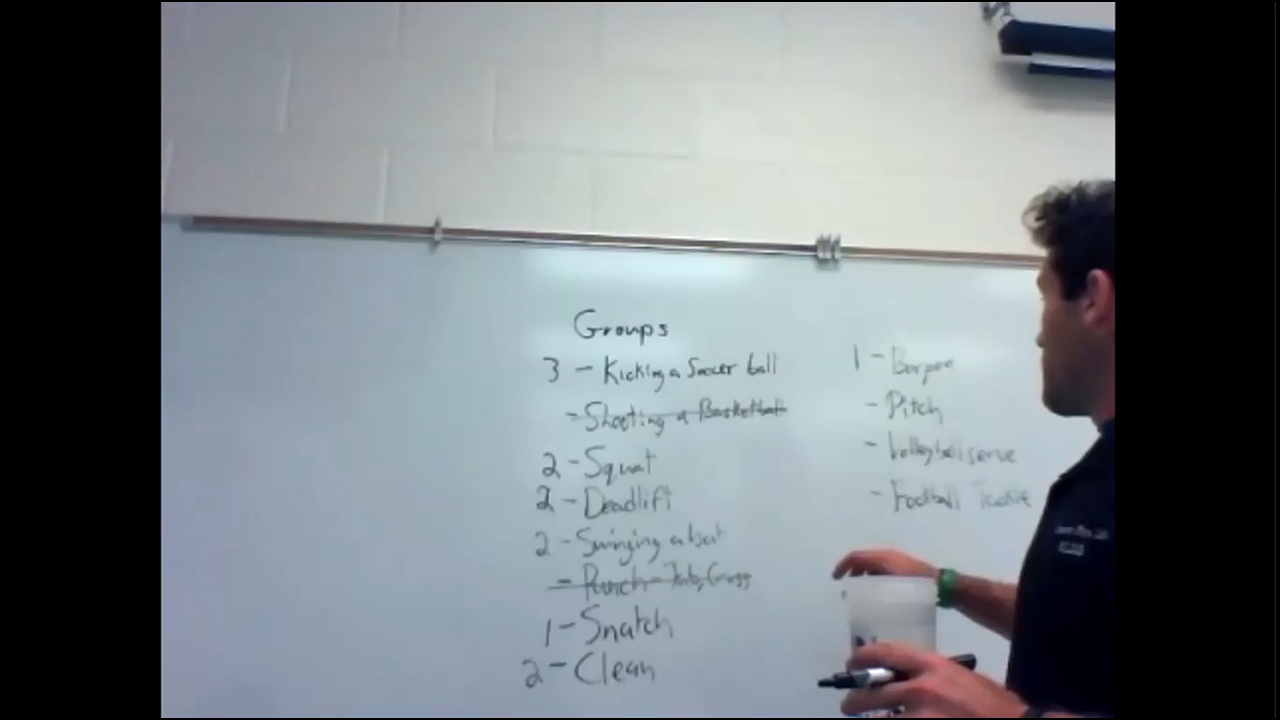 Groups
3 - Kicking a Soccer ball
- Shooting a Basketball
2 - Squat
2 - Deadlift
2 - Swinging a bat
- Punch - Jab, Cross
1 - Snatch
2 - Clean
1 - Burpee
- Pitch
- Volleyball serve
- Football Tackle